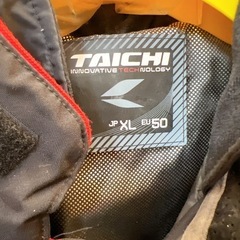 TAICHI
INNOVATIVE TECHNOLOGY
JP XL EU 50